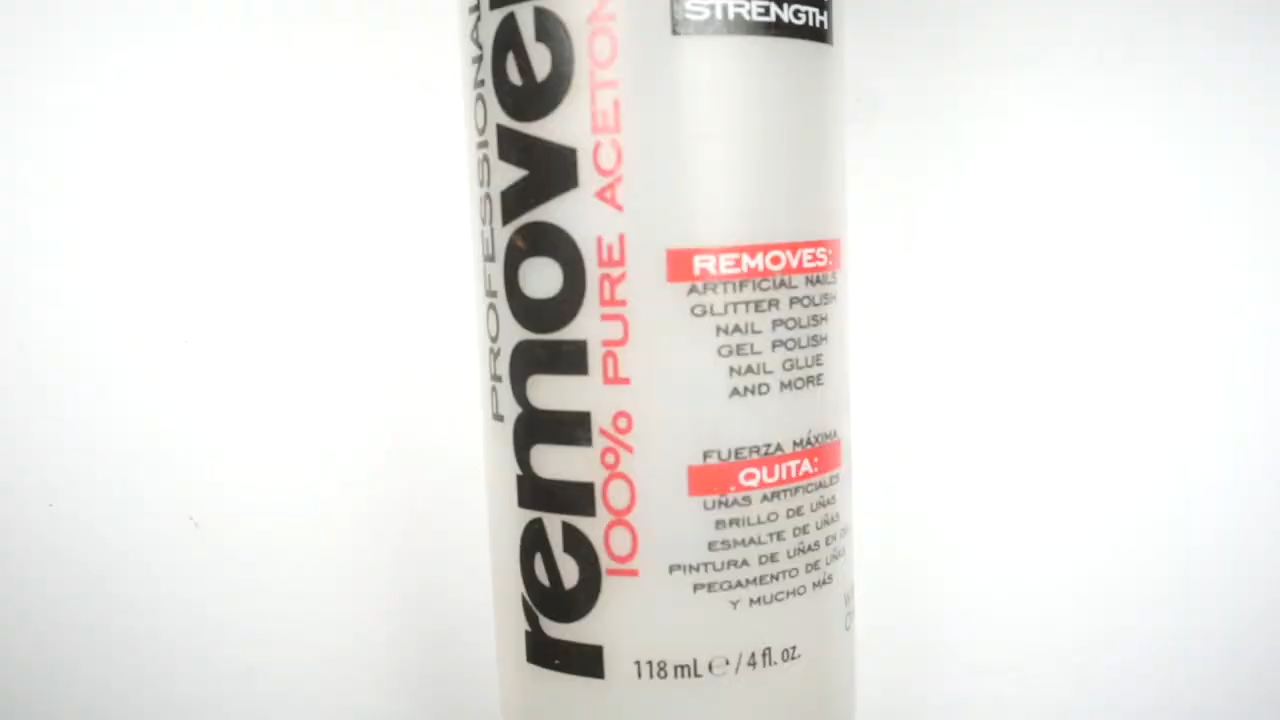 PROFESSIONAL
remover
100% PURE ACETON
STRENGTH
REMOVES:
ARTIFICIAL NAILS
GLITTER POLISH
NAIL POLISH
GEL POLISH
NAIL GLUE
AND MORE
FUERZA MÁXIMA
QUITA:
UÑAS ARTIFICIALES
BRILLO DE UÑAS
ESMALTE DE UÑAS
PINTURA DE UÑAS EN
PEGAMENTO DE UÑAS
Y MUCHO MÁS
118 mL ℮ / 4 fl. oz.